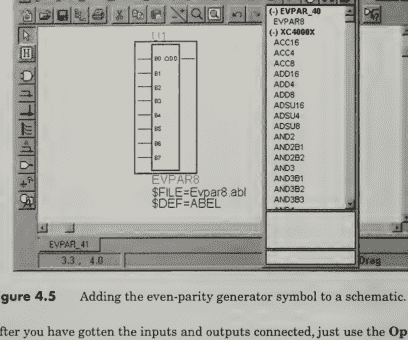 (-) EVPAR_40
EVPAR8
(-) XC4000X
ACC16
ACC4
ACC8
ADD16
ADD4
ADD8
ADSU16
ADSU4
ADSU8
AND2
AND2B1
AND2B2
AND3
AND3B1
AND3B2
AND3B3
U1
B0 ODD
B1
B2
B3
B4
B5
B6
B7
EVPAR8
$FILE=Evpar8.abl
$DEF=ABEL
EVPAR_41
3.3, 4.0
Drag
gure 4.5 Adding the even-parity generator symbol to a schematic.
fter you have gotten the inputs and outputs connected, just use the Op